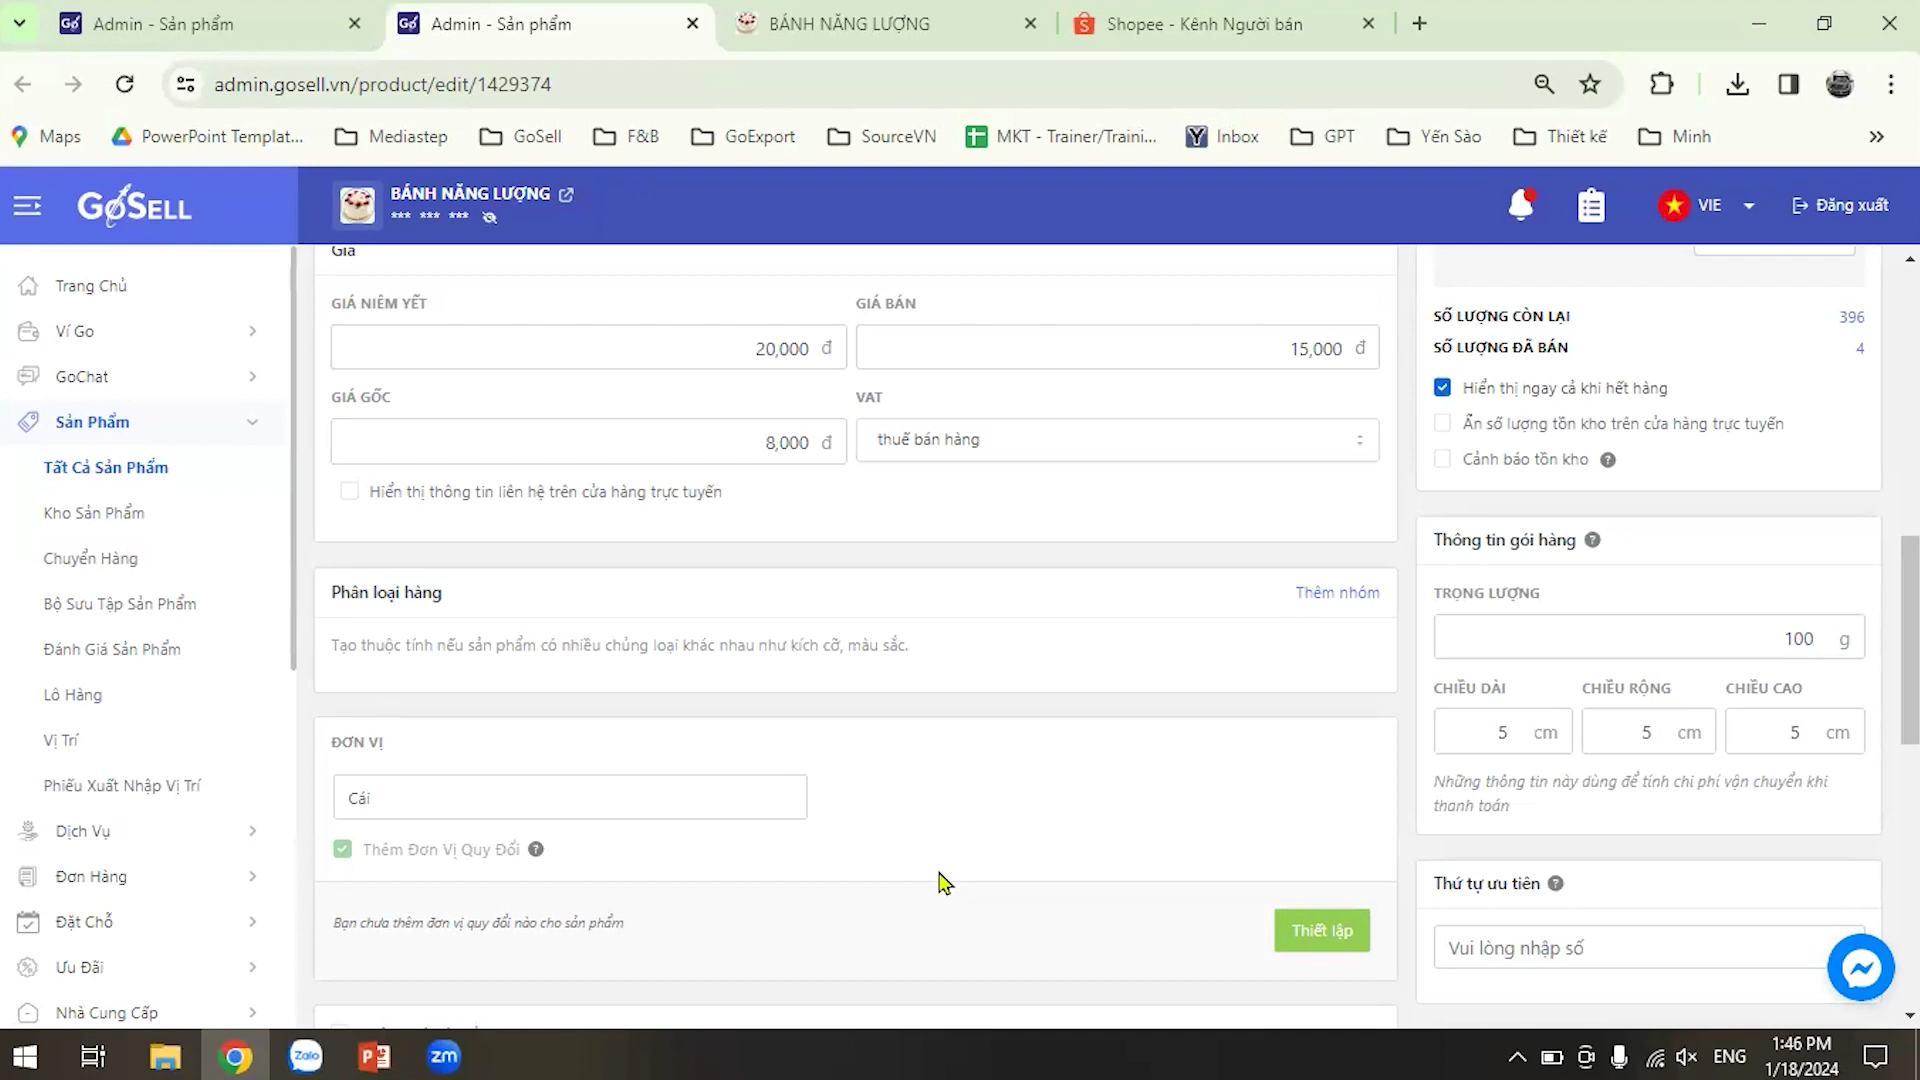 Admin - Sản phẩm
Admin - Sản phẩm
BÁNH NĂNG LƯỢNG
Shopee - Kênh Người bán
admin.gosell.vn/product/edit/1429374
Maps
PowerPoint Templat...
Mediastep
GoSell
F&B
GoExport
SourceVN
MKT - Trainer/Traini...
Inbox
GPT
Yến Sào
Thiết kế
Minh
GoSELL
BÁNH NĂNG LƯỢNG
*** *** ***
VIE
Đăng xuất
Trang Chủ
Ví Go
GoChat
Sản Phẩm
Tất Cả Sản Phẩm
Kho Sản Phẩm
Chuyển Hàng
Bộ Sưu Tập Sản Phẩm
Đánh Giá Sản Phẩm
Lô Hàng
Vị Trí
Phiếu Xuất Nhập Vị Trí
Dịch Vụ
Đơn Hàng
Đặt Chỗ
Ưu Đãi
Nhà Cung Cấp
Giá
GIÁ NIÊM YẾT
GIÁ BÁN
20,000 đ
15,000 đ
GIÁ GỐC
VAT
8,000 đ
thuế bán hàng
Hiển thị thông tin liên hệ trên cửa hàng trực tuyến
Phân loại hàng
Thêm nhóm
Tạo thuộc tính nếu sản phẩm có nhiều chủng loại khác nhau như kích cỡ, màu sắc.
ĐƠN VỊ
Cái
Thêm Đơn Vị Quy Đổi
Bạn chưa thêm đơn vị quy đổi nào cho sản phẩm
Thiết lập
SỐ LƯỢNG CÒN LẠI 396
SỐ LƯỢNG ĐÃ BÁN 4
Hiển thị ngay cả khi hết hàng
Ẩn số lượng tồn kho trên cửa hàng trực tuyến
Cảnh báo tồn kho
Thông tin gói hàng
TRỌNG LƯỢNG
100 g
CHIỀU DÀI CHIỀU RỘNG CHIỀU CAO
5 cm 5 cm 5 cm
Những thông tin này dùng để tính chi phí vận chuyển khi
thanh toán
Thứ tự ưu tiên
Vui lòng nhập số
Zalo
zm
ENG
1:46 PM
1/18/2024